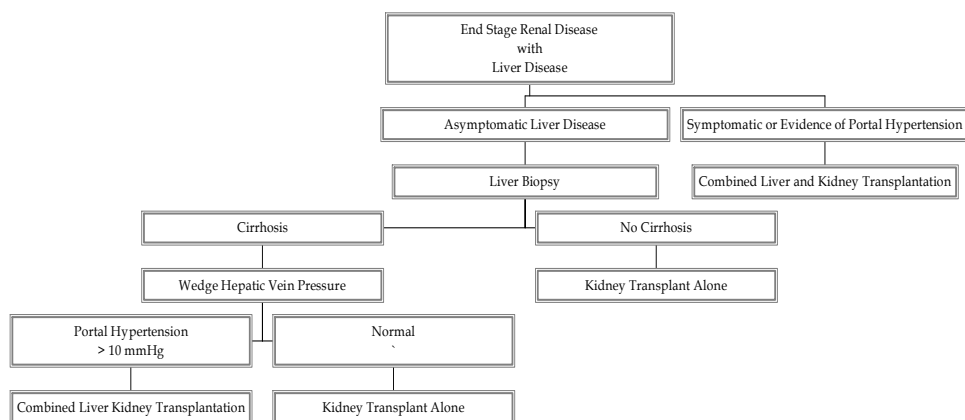 End Stage Renal Disease
with
Liver Disease
Asymptomatic Liver Disease
Symptomatic or Evidence of Portal Hypertension
Liver Biopsy
Combined Liver and Kidney Transplantation
Cirrhosis
No Cirrhosis
Wedge Hepatic Vein Pressure
Kidney Transplant Alone
Portal Hypertension
> 10 mmHg
Normal
`
Combined Liver Kidney Transplantation
Kidney Transplant Alone